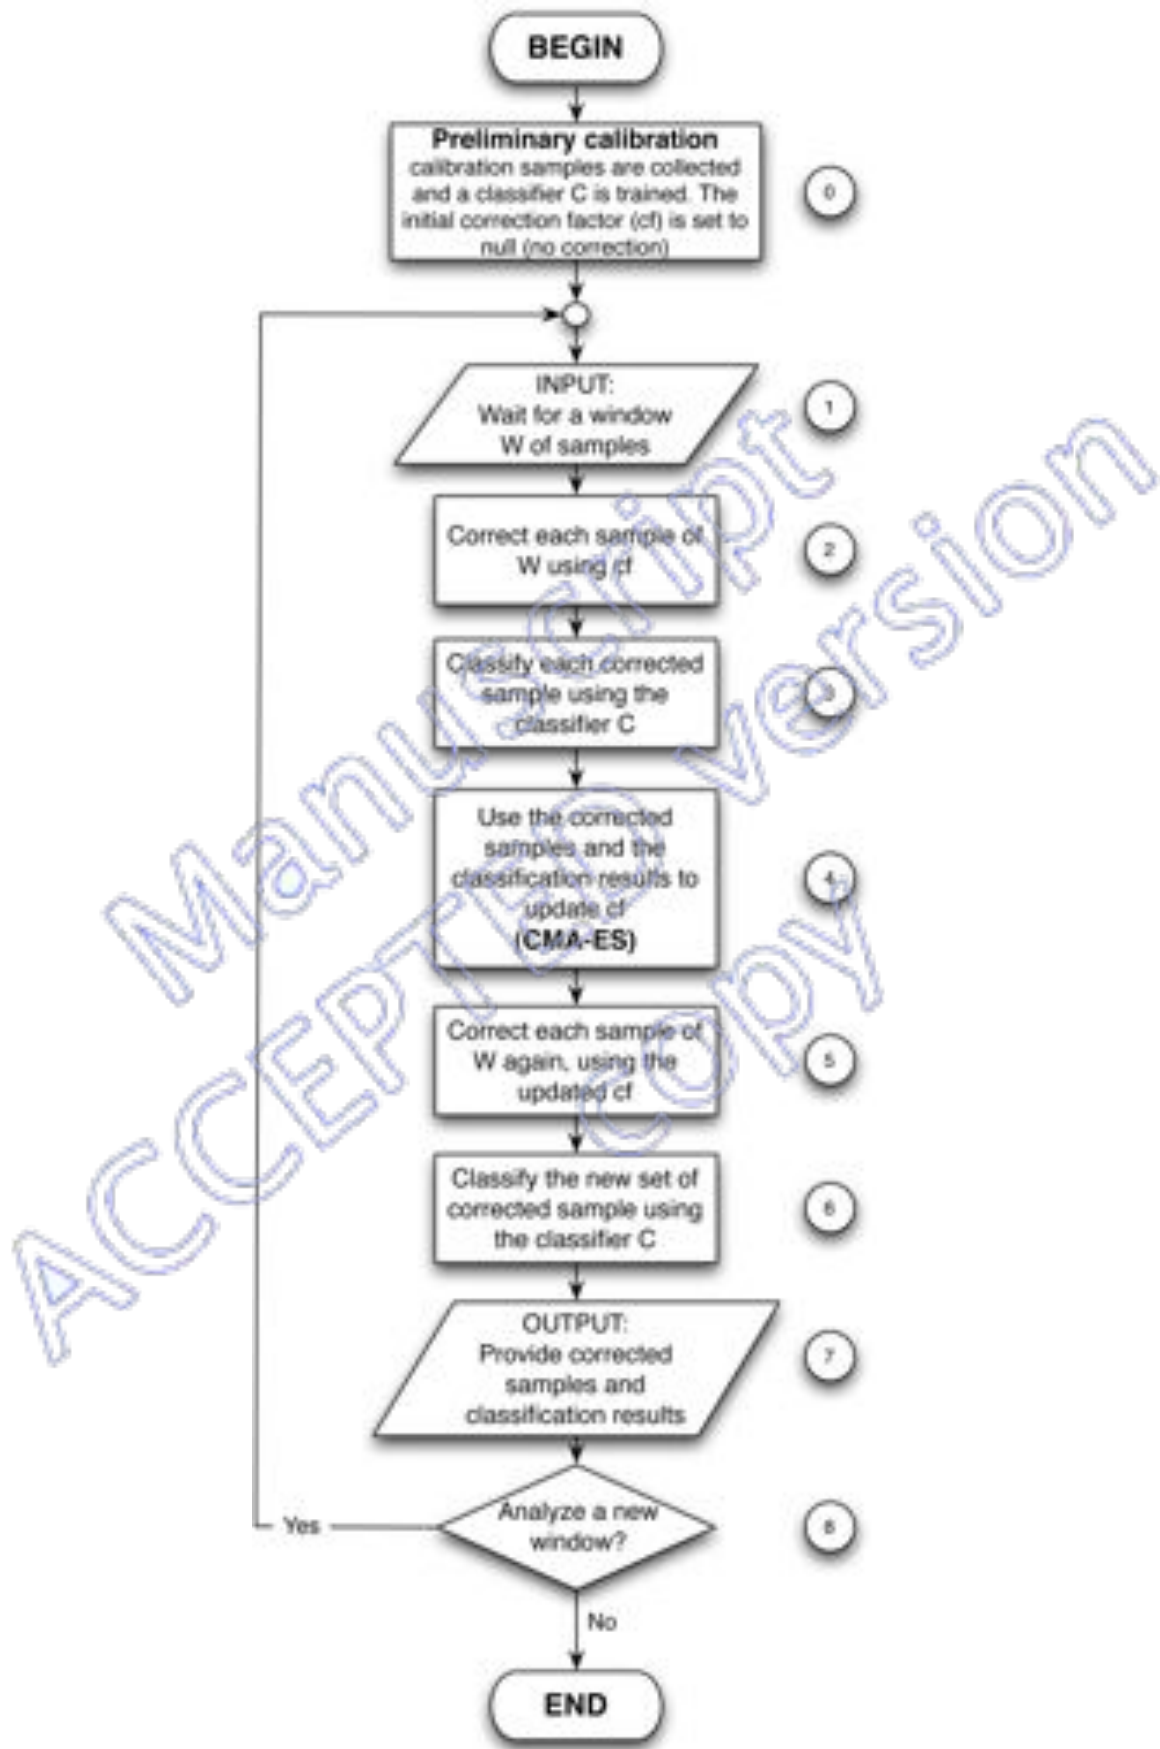 BEGIN
Preliminary calibration
calibration samples are collected
and a classifier C is trained. The
initial correction factor (cf) is set to
null (no correction)
0
INPUT:
Wait for a window
W of samples
1
Correct each sample of
W using cf
2
Classify each corrected
sample using the
classifier C
3
Use the corrected
samples and the
classification results to
update cf
(CMA-ES)
4
Correct each sample of
W again, using the
updated cf
5
Classify the new set of
corrected sample using
the classifier C
6
OUTPUT:
Provide corrected
samples and
classification results
7
Analyze a new
window?
8
Yes
No
END
Manuscript
ACCEPTED version
copy